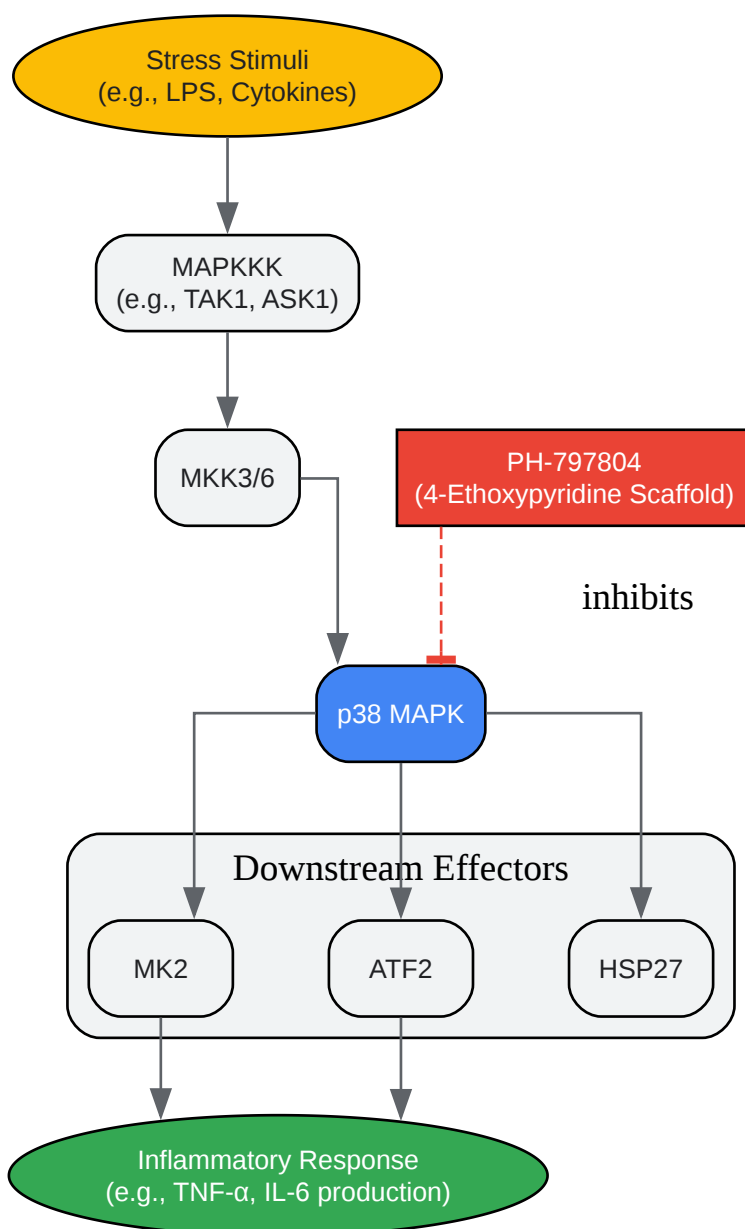 Stress Stimuli
(e.g., LPS, Cytokines)
MAPKKK
(e.g., TAK1, ASK1)
MKK3/6
PH-797804
(4-Ethoxypyridine Scaffold)
inhibits
p38 MAPK
Downstream Effectors
MK2
ATF2
HSP27
Inflammatory Response
(e.g., TNF-α, IL-6 production)